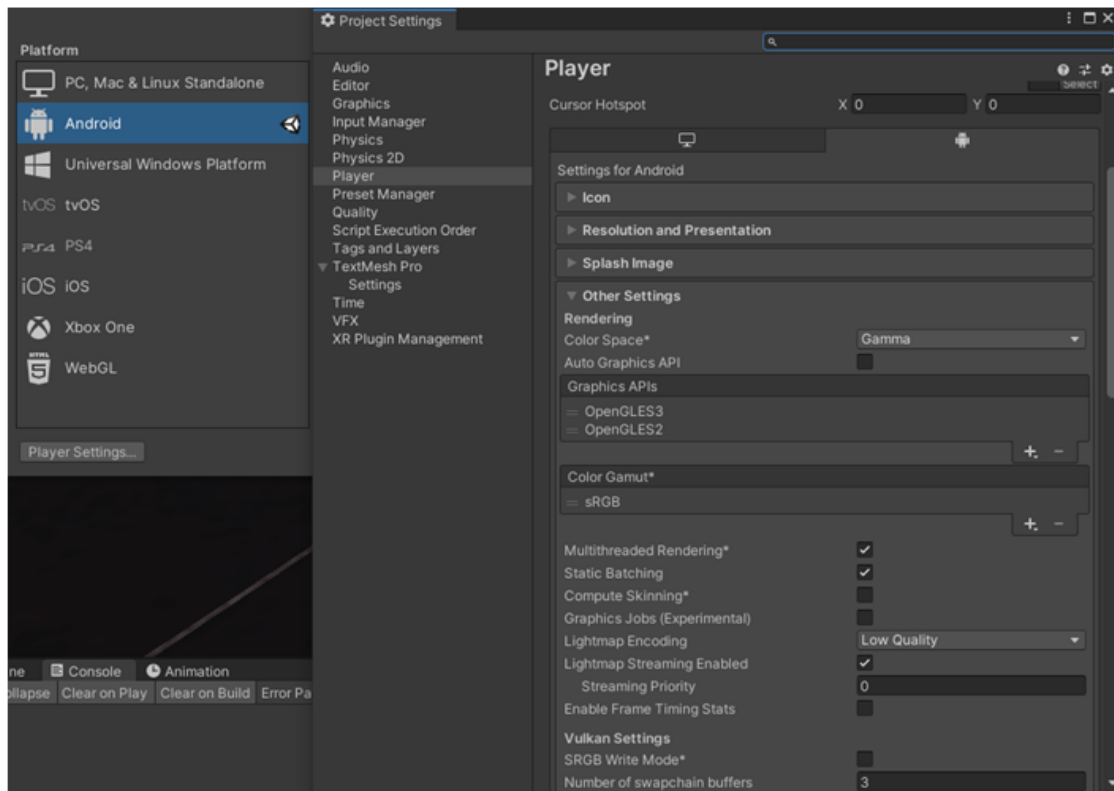 Platform
PC, Mac & Linux Standalone
Android
Universal Windows Platform
tvOS tvOS
PS4 PS4
iOS iOS
Xbox One
HTML 5 WebGL
Player Settings...
Console
Animation
Clear on Play
Clear on Build
Project Settings
Audio
Editor
Graphics
Input Manager
Physics
Physics 2D
Player
Preset Manager
Quality
Script Execution Order
Tags and Layers
TextMesh Pro
Settings
Time
VFX
XR Plugin Management
Player
Select
Cursor Hotspot X 0 Y 0
Settings for Android
Icon
Resolution and Presentation
Splash Image
Other Settings
Rendering
Color Space* Gamma
Auto Graphics API
Graphics APIs
OpenGLES3
OpenGLES2
Color Gamut*
sRGB
Multithreaded Rendering*
Static Batching
Compute Skinning*
Graphics Jobs (Experimental)
Lightmap Encoding Low Quality
Lightmap Streaming Enabled
Streaming Priority 0
Enable Frame Timing Stats
Vulkan Settings
SRGB Write Mode*
Number of swapchain buffers 3